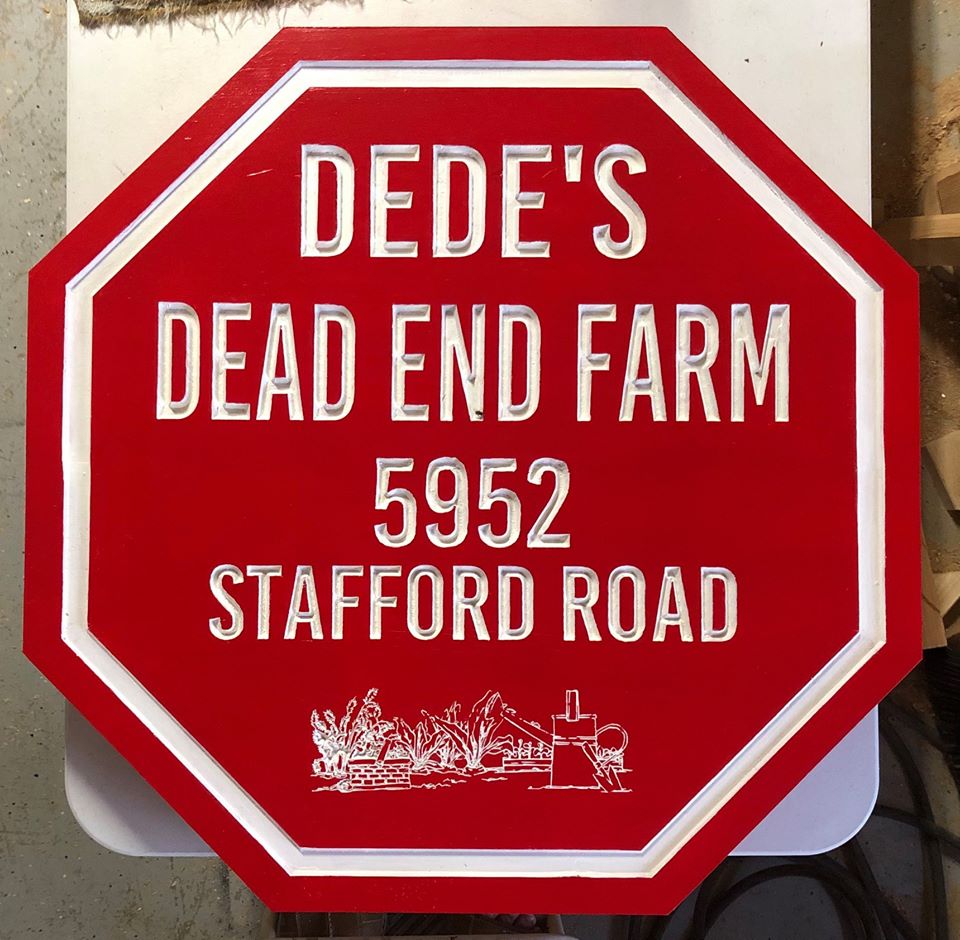 DEDE'S
DEAD END FARM
5952
STAFFORD ROAD